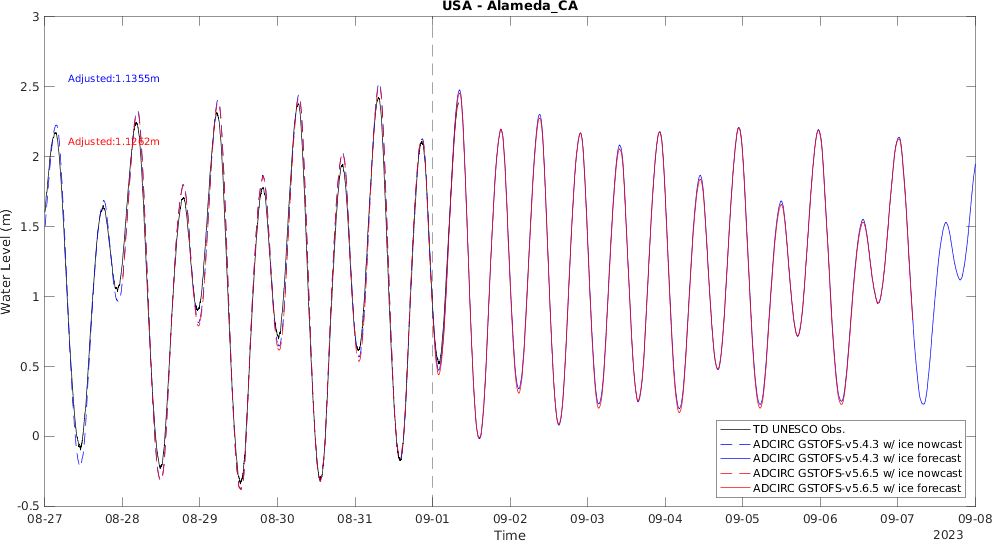 USA - Alameda_CA
3
2.5
2
1.5
1
0.5
0
-0.5
Water Level (m)
Adjusted:1.1355m
Adjusted:1.1262m
TD UNESCO Obs.
ADCIRC GSTOFS-v5.4.3 w/ ice nowcast
ADCIRC GSTOFS-v5.4.3 w/ ice forecast
ADCIRC GSTOFS-v5.6.5 w/ ice nowcast
ADCIRC GSTOFS-v5.6.5 w/ ice forecast
08-27 08-28 08-29 08-30 08-31 09-01 09-02 09-03 09-04 09-05 09-06 09-07 09-08
Time
2023